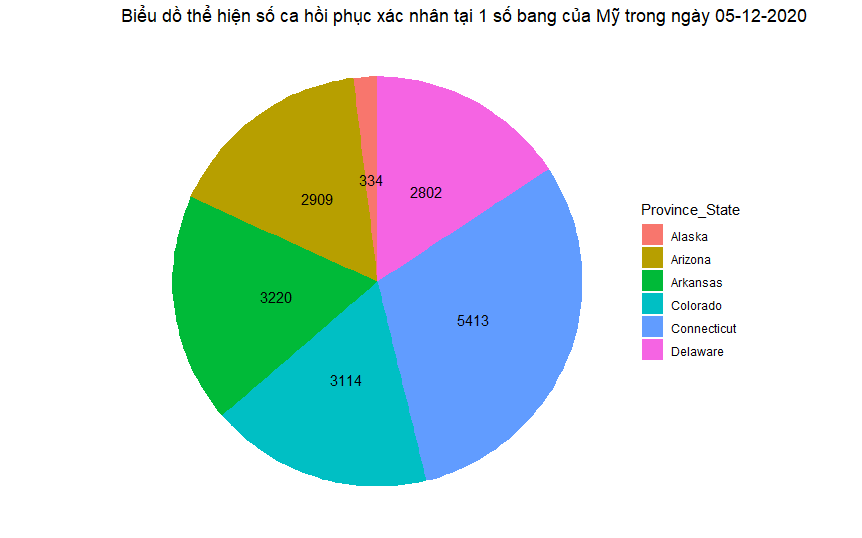 Biểu dồ thể hiện số ca hồi phục xác nhân tại 1 số bang của Mỹ trong ngày 05-12-2020
334
2802
2909
3220
5413
3114
Province_State
Alaska
Arizona
Arkansas
Colorado
Connecticut
Delaware